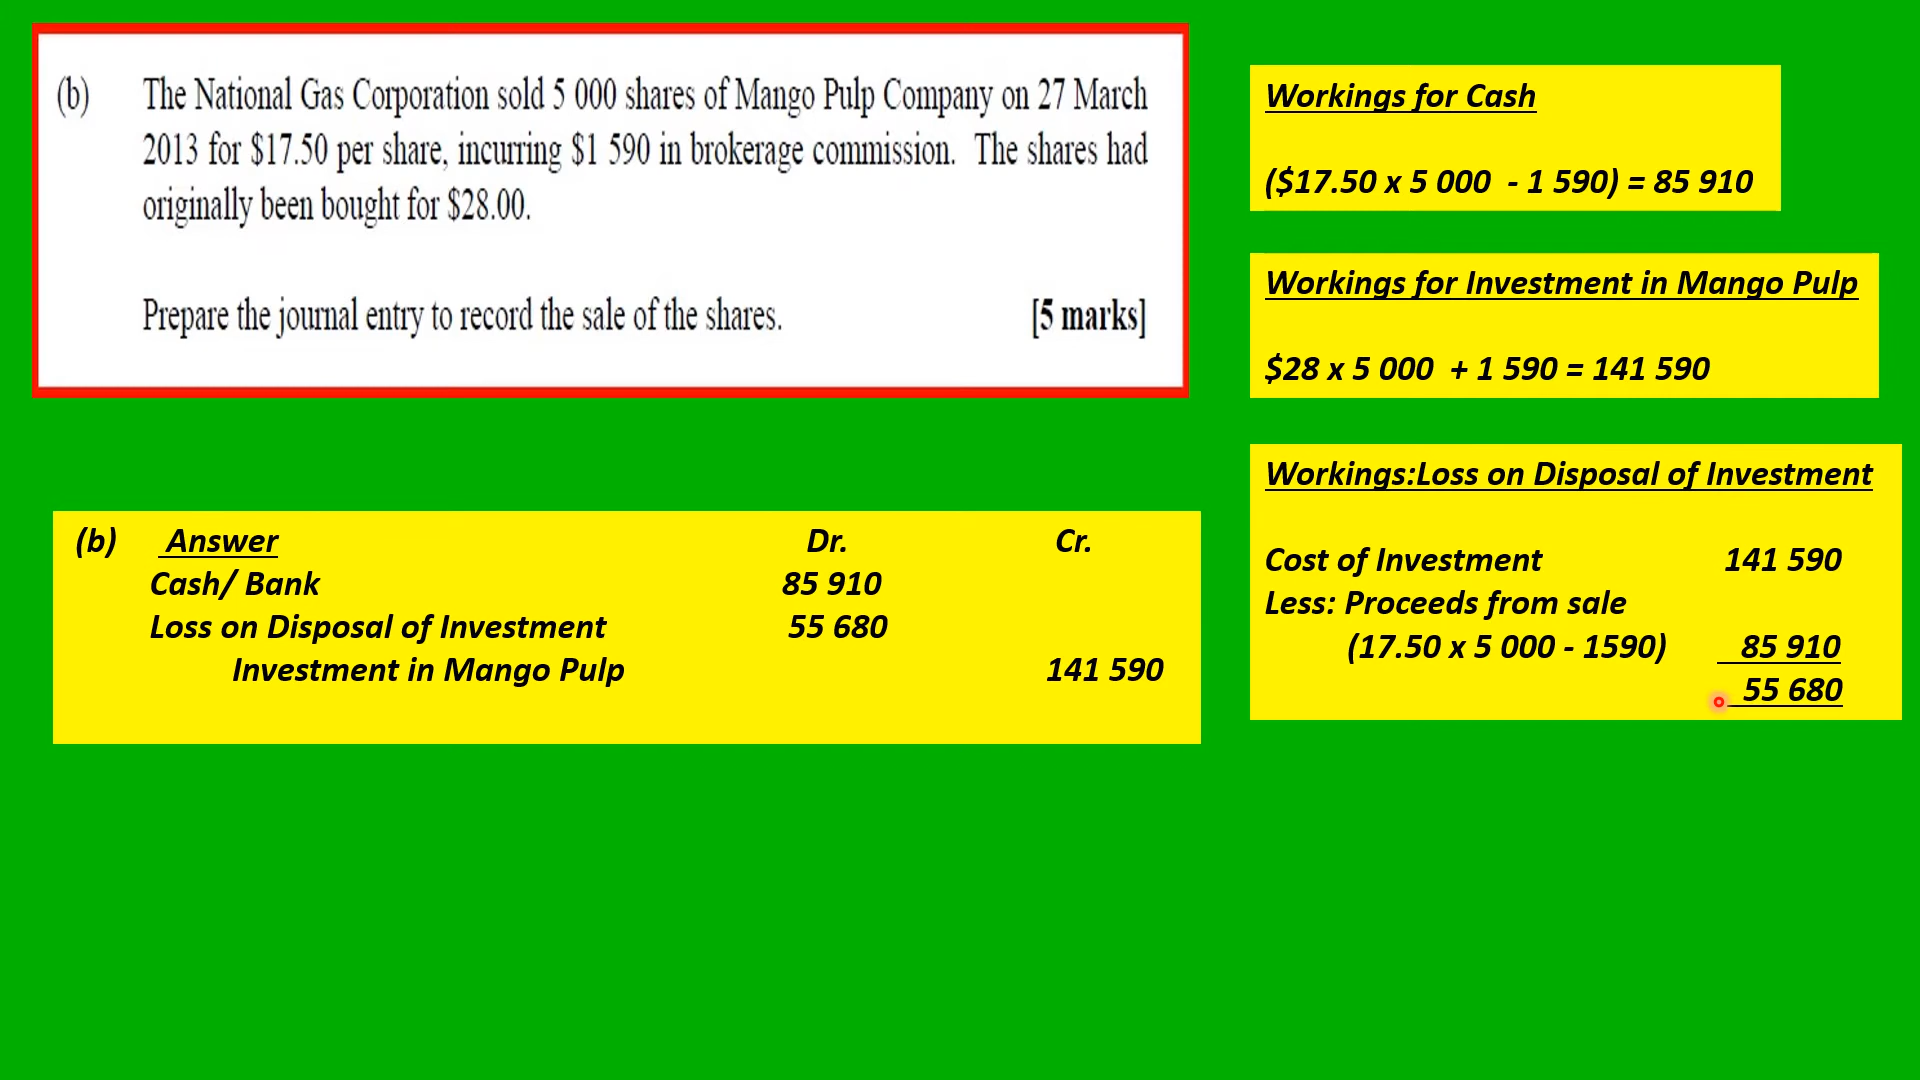 (b) The National Gas Corporation sold 5 000 shares of Mango Pulp Company on 27 March
2013 for $17.50 per share, incurring $1 590 in brokerage commission. The shares had
originally been bought for $28.00.
Prepare the journal entry to record the sale of the shares. [5 marks]
Workings for Cash
($17.50 x 5 000 - 1 590) = 85 910
Workings for Investment in Mango Pulp
$28 x 5 000 + 1 590 = 141 590
(b) Answer Dr. Cr.
Cash/ Bank 85 910
Loss on Disposal of Investment 55 680
Investment in Mango Pulp 141 590
Workings:Loss on Disposal of Investment
Cost of Investment 141 590
Less: Proceeds from sale
(17.50 x 5 000 - 1590) 85 910
55 680